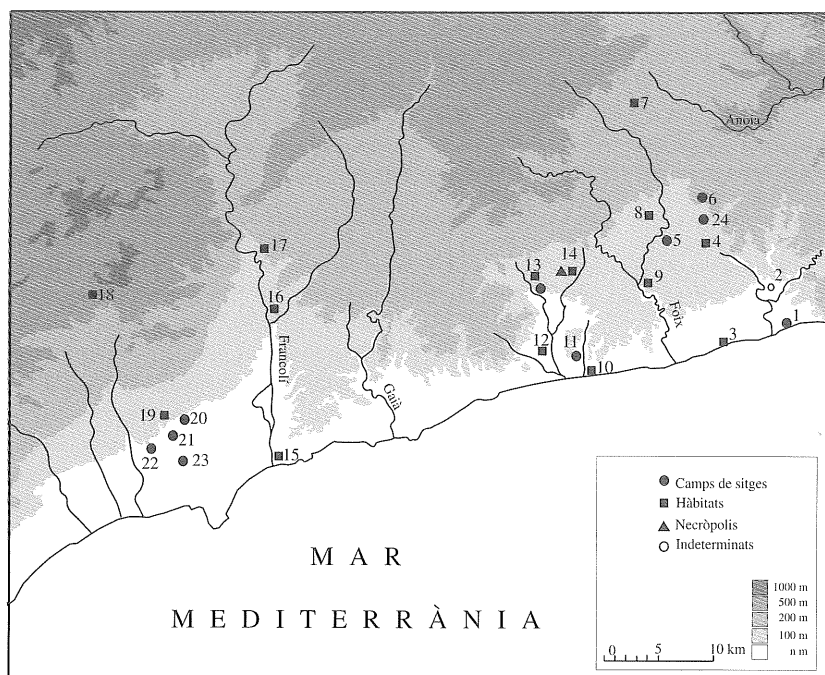 7
Anoia
6
24
8
5
4
17
13
14
2
18
9
16
1
Foix
3
11
12
Francolí
10
Gaià
19
20
21
22
23
15
Camps de sitges
Hàbitats
Necròpolis
Indeterminats
MAR
MEDITERRÀNIA
1000 m
500 m
200 m
100 m
n m
0 5 10 km